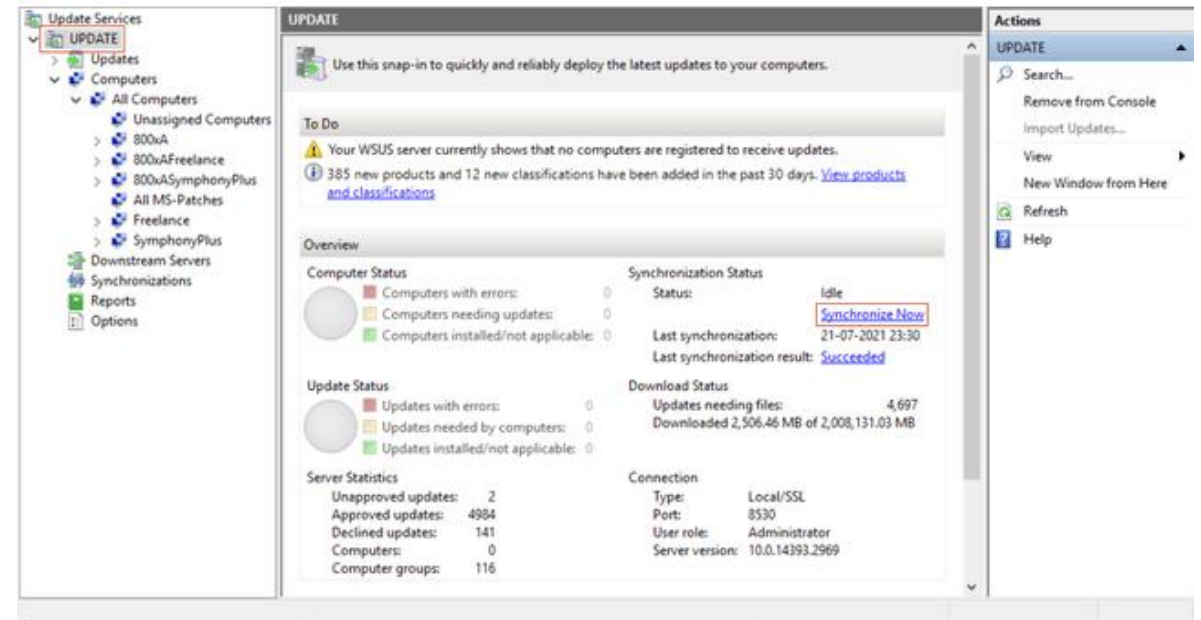 Update Services
UPDATE
Updates
Computers
All Computers
Unassigned Computers
800xA
800xAFreelance
800xASymphonyPlus
All MS-Patches
Freelance
SymphonyPlus
Downstream Servers
Synchronizations
Reports
Options
UPDATE
Use this snap-in to quickly and reliably deploy the latest updates to your computers.
To Do
Your WSUS server currently shows that no computers are registered to receive updates.
385 new products and 12 new classifications have been added in the past 30 days. View products
and classifications
Overview
Computer Status
Computers with errors: 0
Computers needing updates: 0
Computers installed/not applicable: 0
Synchronization Status
Status: Idle
Synchronize Now
Last synchronization: 21-07-2021 23:30
Last synchronization result: Succeeded
Update Status
Updates with errors: 0
Updates needed by computers: 0
Updates installed/not applicable: 0
Download Status
Updates needing files: 4,697
Downloaded 2,506.46 MB of 2,008,131.03 MB
Server Statistics
Unapproved updates: 2
Approved updates: 4984
Declined updates: 141
Computers: 0
Computer groups: 116
Connection
Type: Local/SSL
Port: 8530
User role: Administrator
Server version: 10.0.14393.2969
Actions
UPDATE
Search...
Remove from Console
Import Updates...
View
New Window from Here
Refresh
Help